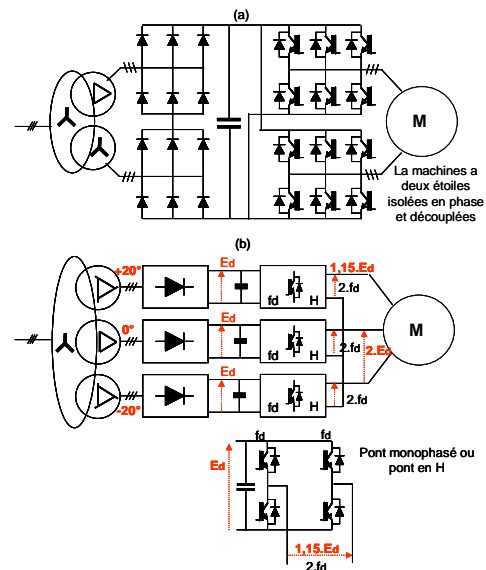 (a)
M
La machines a
deux étoiles
isolées en phase
et découplées
(b)
+20°
Ed
fd
H
1,15.Ed
2.fd
0°
Ed
fd
H
2.fd
2.Ed
M
-20°
Ed
fd
H
2.fd
fd
fd
Ed
Pont monophasé ou
pont en H
1,15.Ed
2.fd